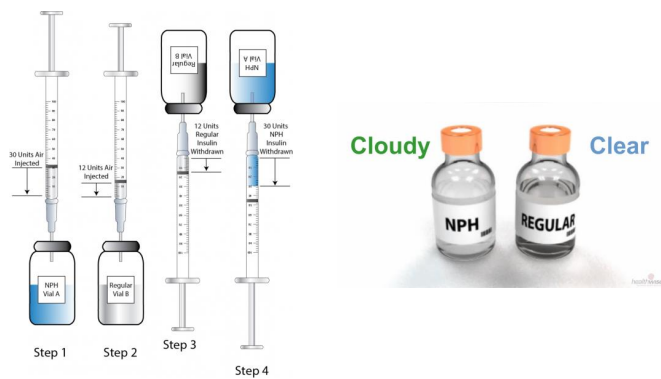 Regular
Vial B
NPH
Vial A
12 Units
Regular
Insulin
Withdrawn
30 Units
NPH
Insulin
Withdrawn
30 Units Air
Injected
12 Units Air
Injected
NPH
Vial A
Regular
Vial B
Step 1
Step 2
Step 3
Step 4
Cloudy
Clear
NPH
REGULAR